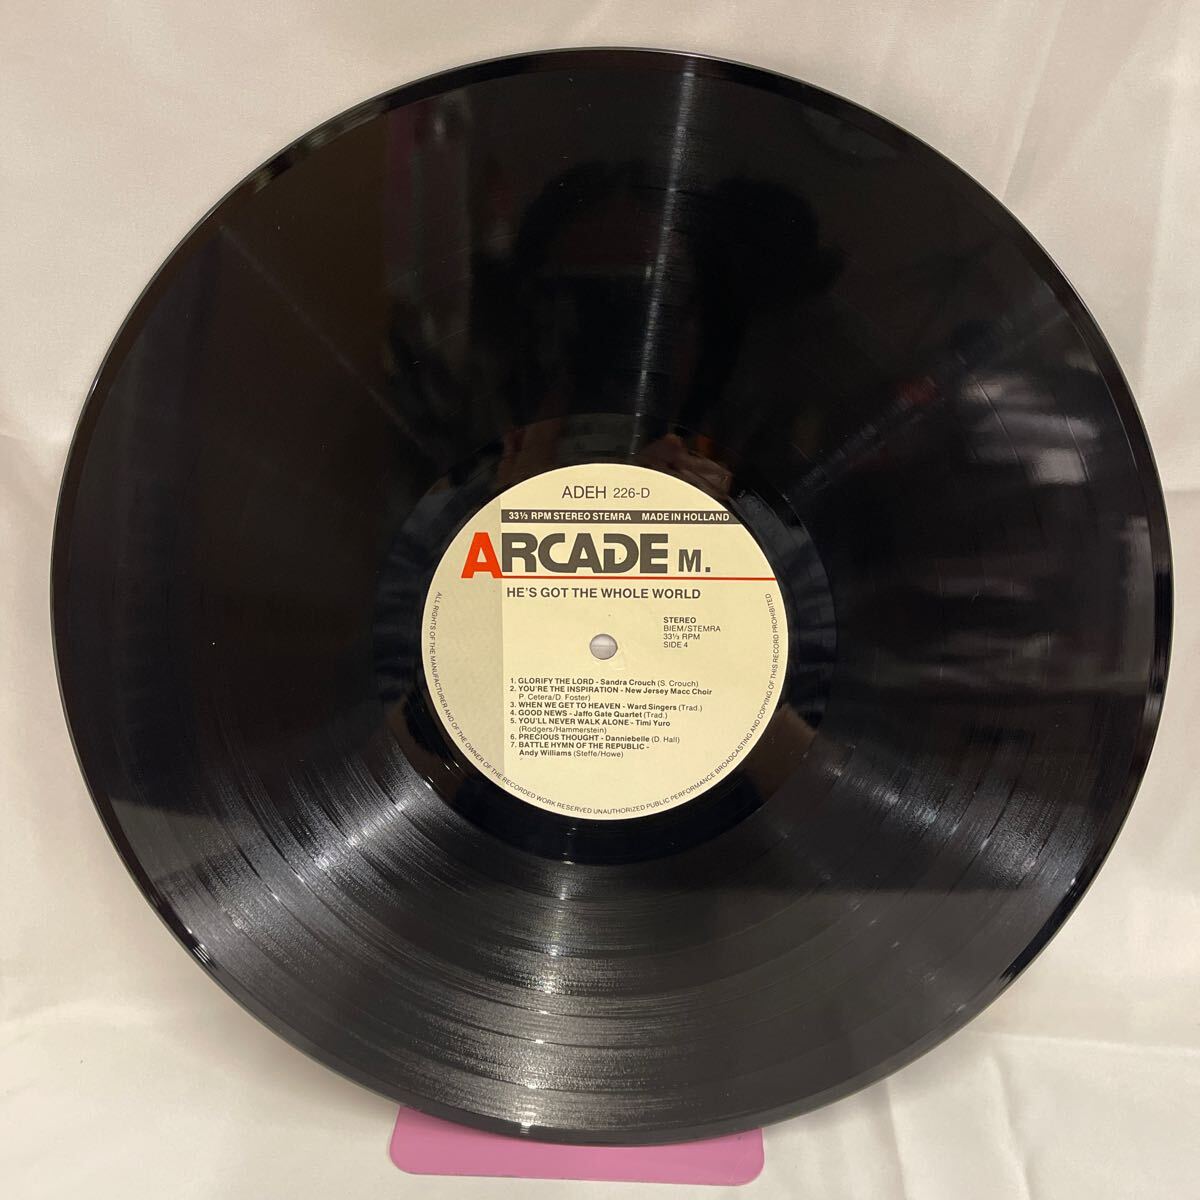 ADEH 226-D
33⅓ RPM STEREO STEMRA MADE IN HOLLAND
ARCADE M.
HE'S GOT THE WHOLE WORLD
STEREO
BIEM/STEMRA
33⅓ RPM
SIDE 4
1. GLORIFY THE LORD - Sandra Crouch (S. Crouch)
2. YOU'RE THE INSPIRATION - New Jersey Macc Choir
P. Cetera/D. Foster)
3. WHEN WE GET TO HEAVEN - Ward Singers (Trad.)
4. GOOD NEWS - Jaffo Gate Quartet (Trad.)
5. YOU'LL NEVER WALK ALONE - Timi Yuro
(Rodgers/Hammerstein)
6. PRECIOUS THOUGHT - Danniebelle (D. Hall)
7. BATTLE HYMN OF THE REPUBLIC -
Andy Williams (Steffe/Howe)
ALL RIGHTS OF THE MANUFACTURER AND OF THE OWNER OF THE RECORDED WORK RESERVED UNAUTHORIZED PUBLIC PERFORMANCE BROADCASTING AND COPYING OF THIS RECORD PROHIBITED